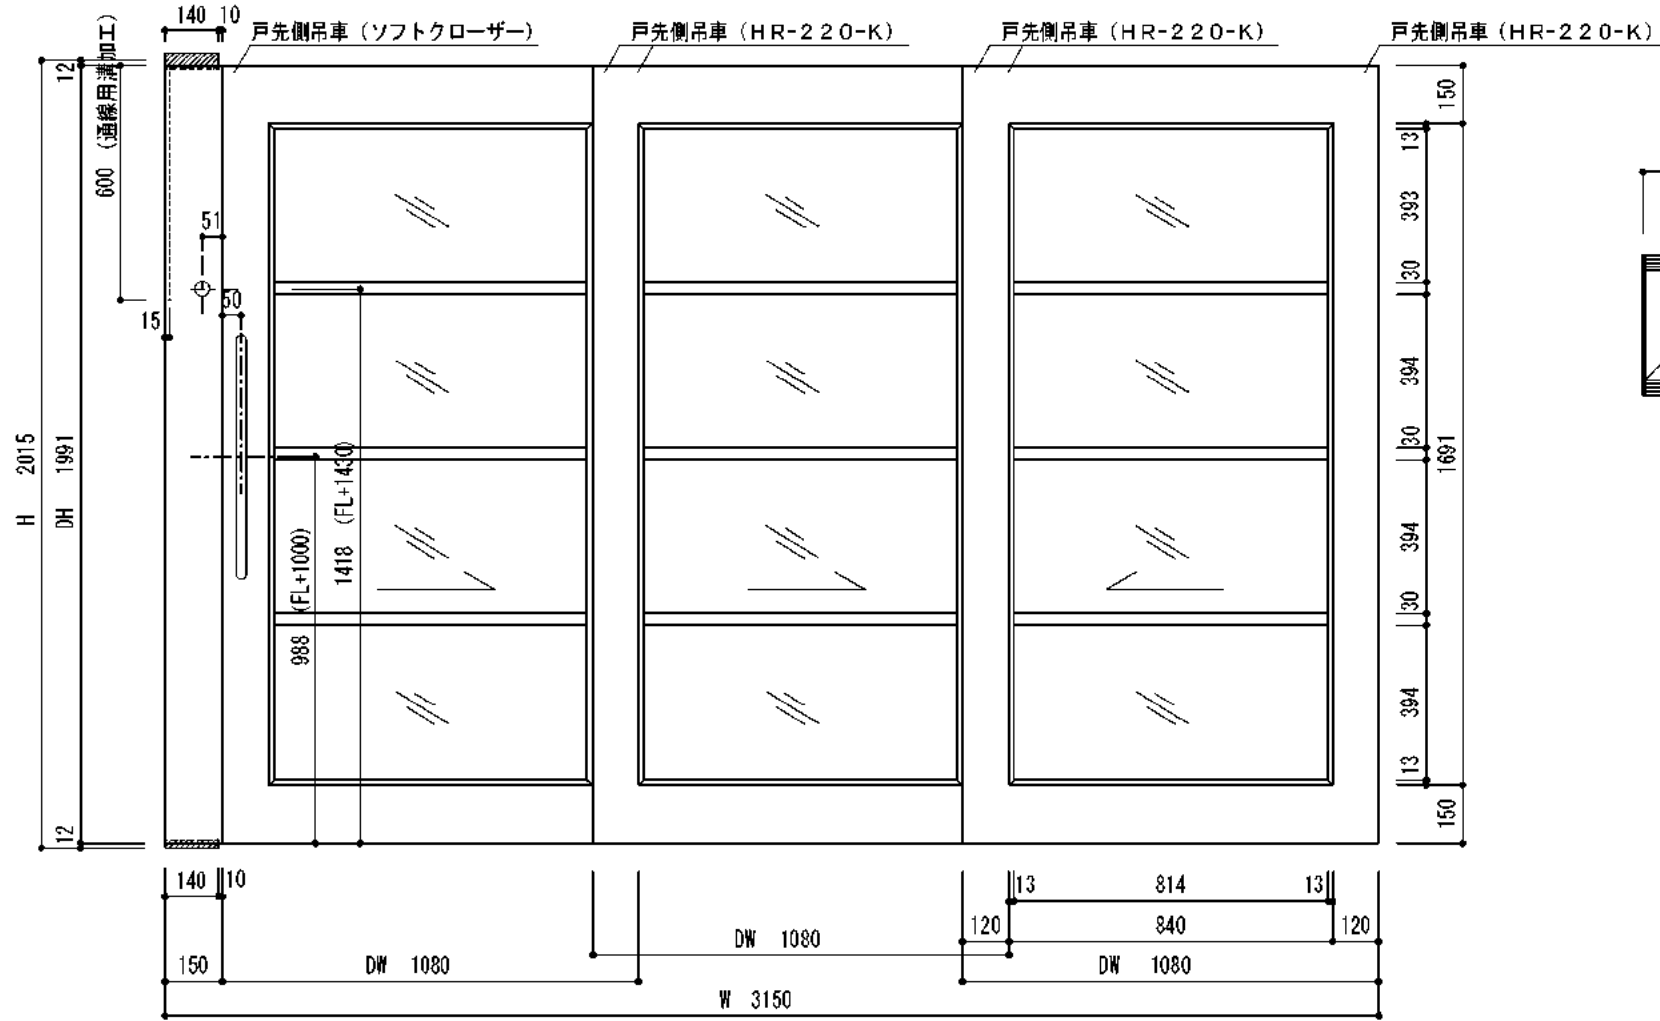 140 10
戸先側吊車（ソフトクローザー）
戸先側吊車（ＨＲ-２２０-Ｋ）
戸先側吊車（ＨＲ-２２０-Ｋ）
戸先側吊車（ＨＲ-２２０-Ｋ）
12
600 （通線用溝加工）
51
50
15
H 2015
DH 1991
12
988 (FL+1000)
1418 (FL+1430)
150
13
393
30
394
30
394
30
394
13
1691
150
140 10
13 814 13
120 840 120
DW 1080
150 DW 1080
DW 1080
W 3150